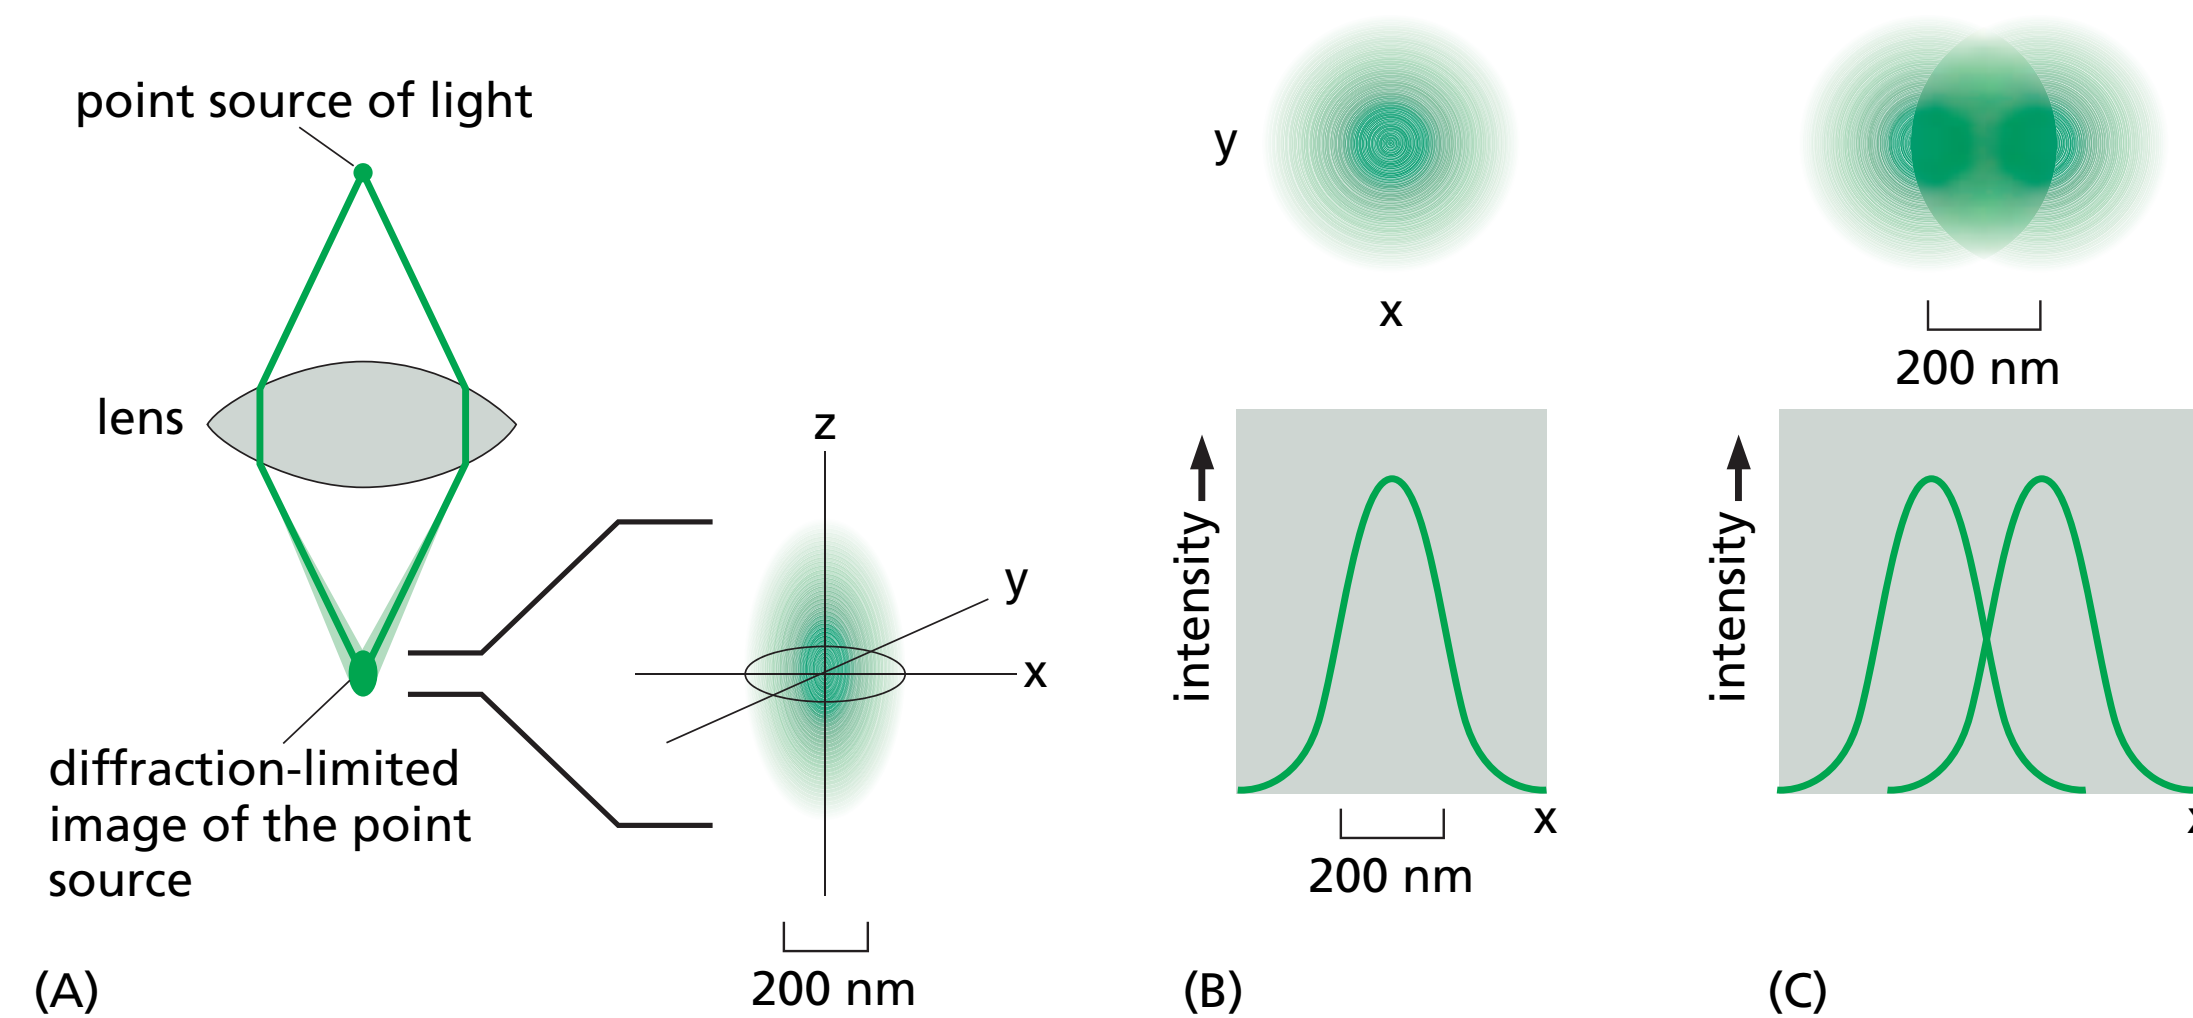 point source of light
lens
diffraction-limited
image of the point
source
z
y
x
200 nm
(A)
y
x
intensity
x
200 nm
(B)
200 nm
intensity
x
(C)